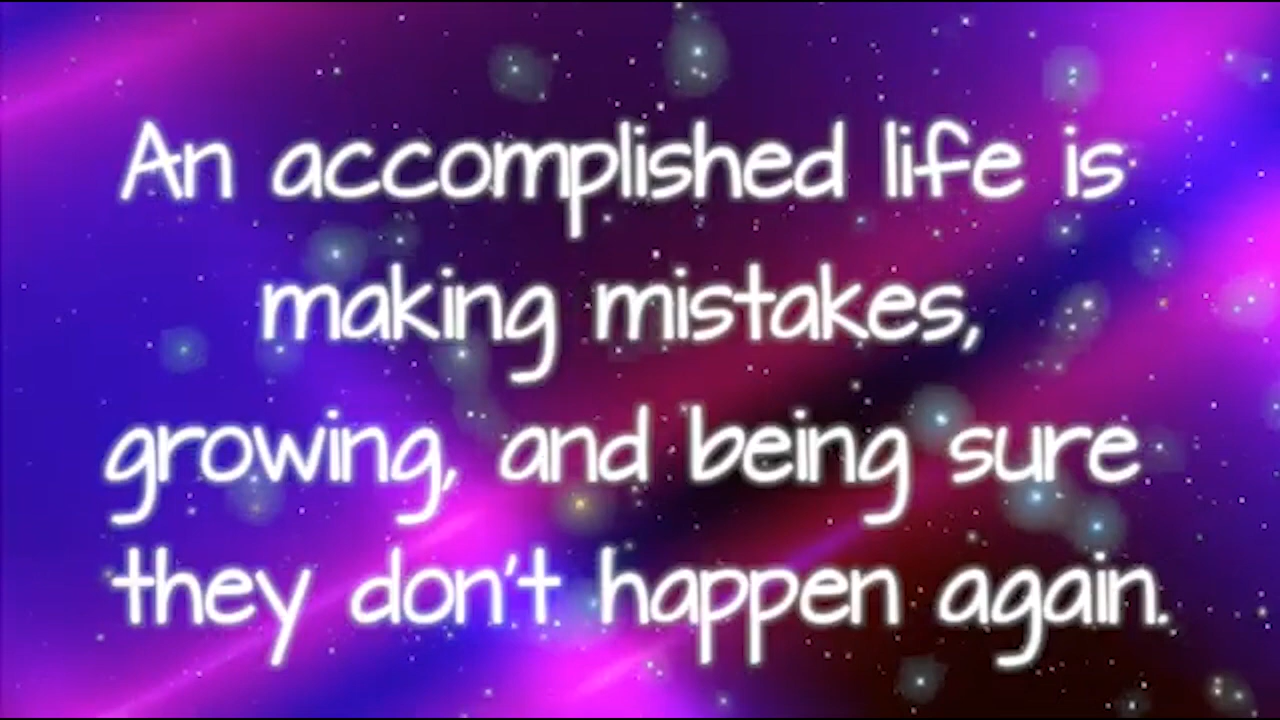 An accomplished life is
making mistakes,
growing, and being sure
they don't happen again.